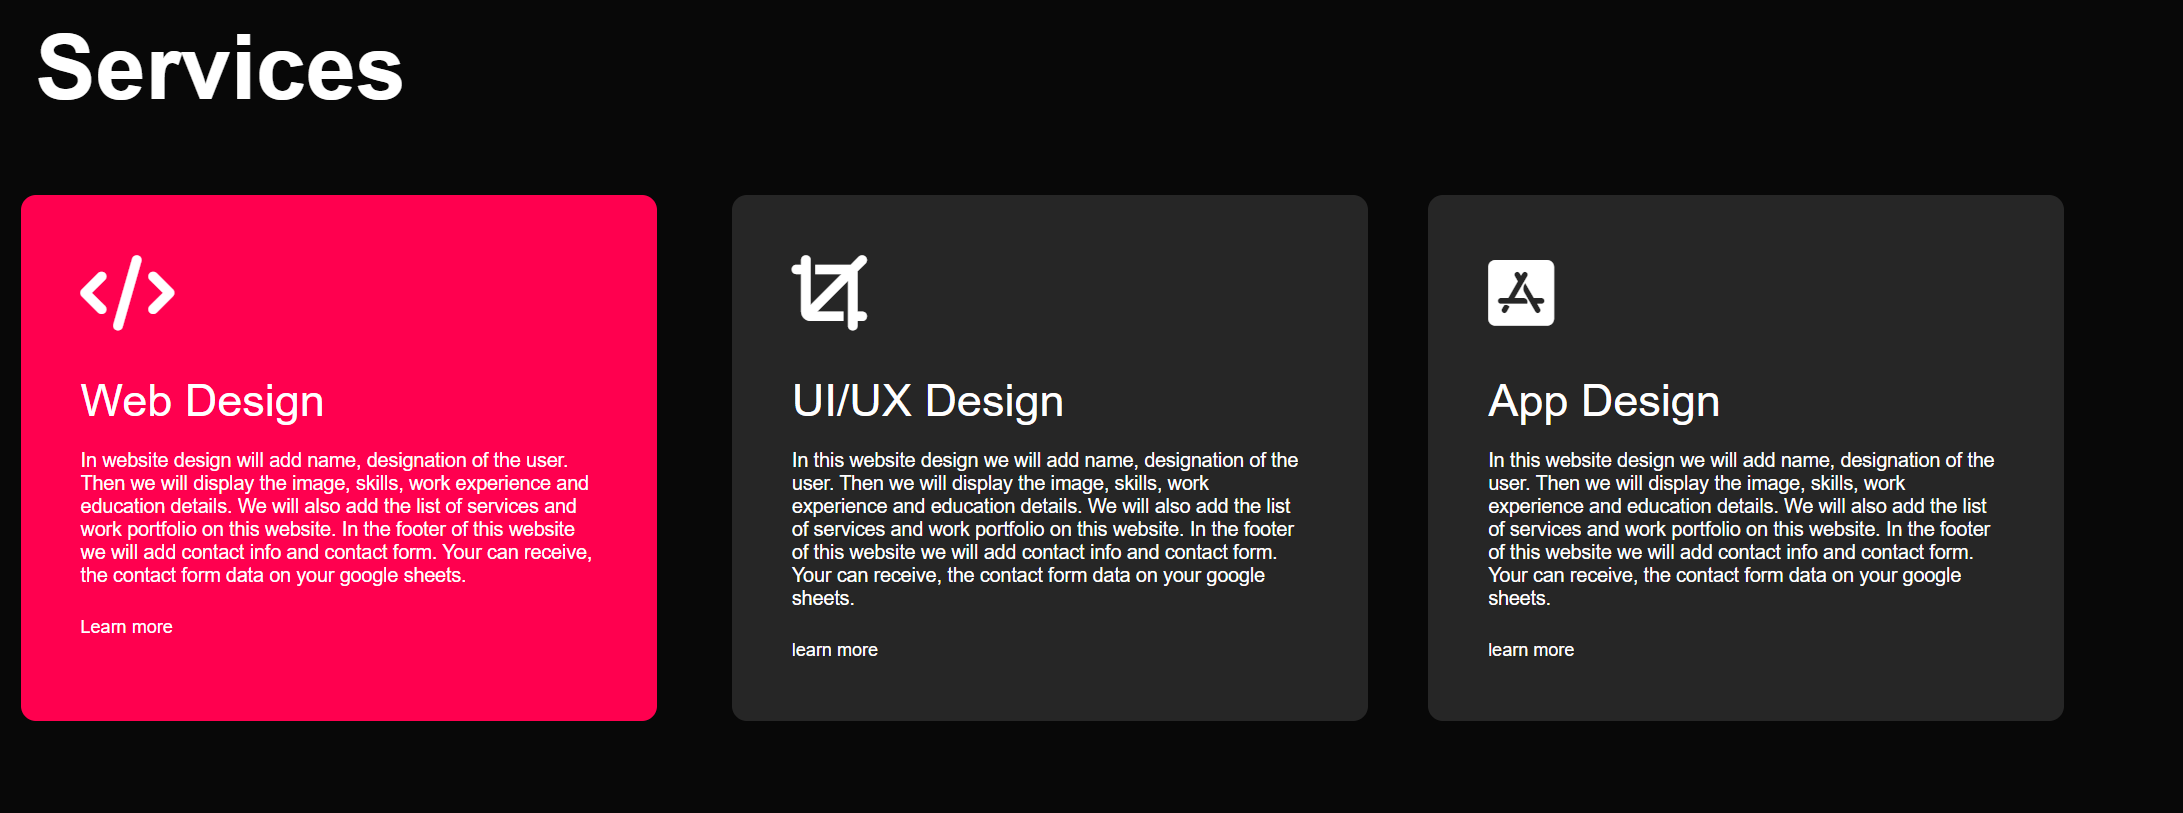 Services
Web Design
In website design will add name, designation of the user.
Then we will display the image, skills, work experience and
education details. We will also add the list of services and
work portfolio on this website. In the footer of this website
we will add contact info and contact form. Your can receive,
the contact form data on your google sheets.
Learn more
UI/UX Design
In this website design we will add name, designation of the
user. Then we will display the image, skills, work
experience and education details. We will also add the list
of services and work portfolio on this website. In the footer
of this website we will add contact info and contact form.
Your can receive, the contact form data on your google
sheets.
learn more
App Design
In this website design we will add name, designation of the
user. Then we will display the image, skills, work
experience and education details. We will also add the list
of services and work portfolio on this website. In the footer
of this website we will add contact info and contact form.
Your can receive, the contact form data on your google
sheets.
learn more